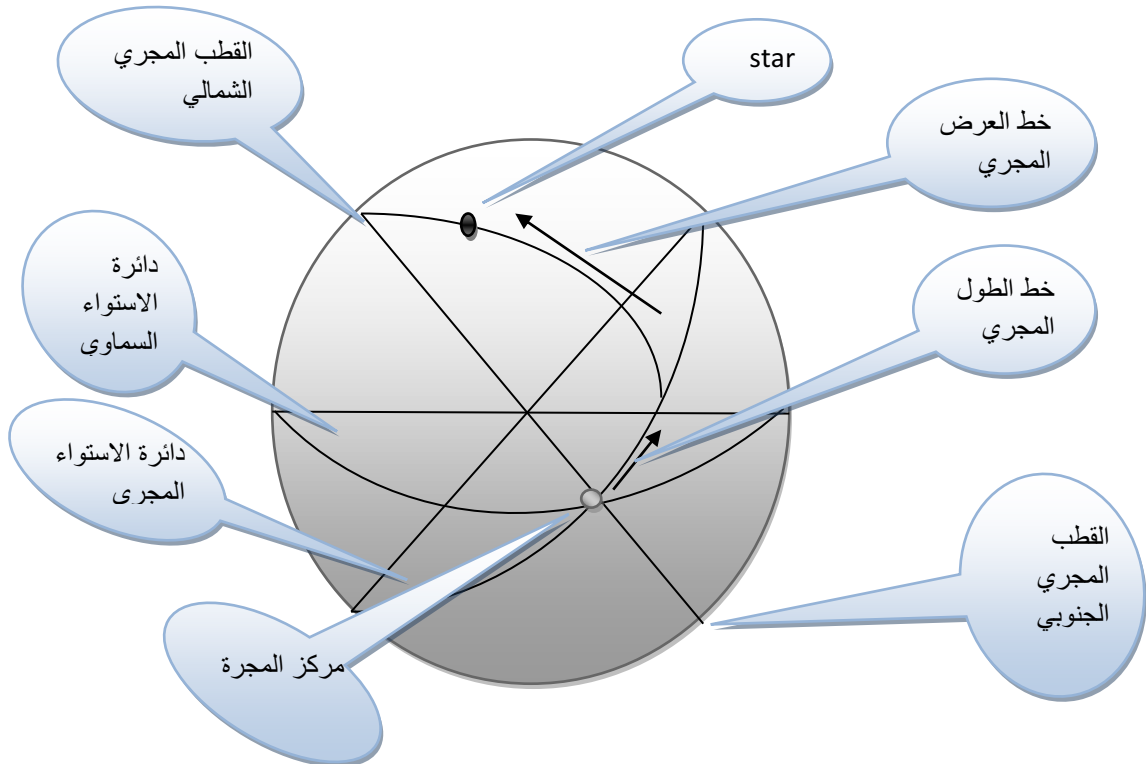 القطب المجري
الشمالي
star
خط العرض
المجري
دائرة
الاستواء
السماوي
خط الطول
المجري
دائرة الاستواء
المجري
القطب
المجري
الجنوبي
مركز المجرة